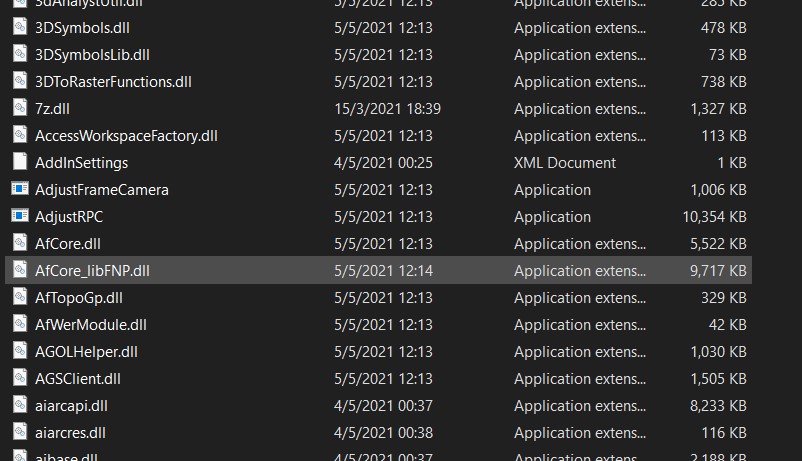 3dAnalystUtil.dll 5/5/2021 12:13 Application extens... 285 KB
3DSymbols.dll 5/5/2021 12:13 Application extens... 478 KB
3DSymbolsLib.dll 5/5/2021 12:13 Application extens... 73 KB
3DToRasterFunctions.dll 5/5/2021 12:13 Application extens... 738 KB
7z.dll 15/3/2021 18:39 Application extens... 1,327 KB
AccessWorkspaceFactory.dll 5/5/2021 12:13 Application extens... 113 KB
AddInSettings 4/5/2021 00:25 XML Document 1 KB
AdjustFrameCamera 5/5/2021 12:13 Application 1,006 KB
AdjustRPC 5/5/2021 12:13 Application 10,354 KB
AfCore.dll 5/5/2021 12:13 Application extens... 5,522 KB
AfCore_libFNP.dll 5/5/2021 12:14 Application extens... 9,717 KB
AfTopoGp.dll 5/5/2021 12:13 Application extens... 329 KB
AfWerModule.dll 5/5/2021 12:13 Application extens... 42 KB
AGOLHelper.dll 5/5/2021 12:13 Application extens... 1,030 KB
AGSClient.dll 5/5/2021 12:13 Application extens... 1,505 KB
aiarcapi.dll 4/5/2021 00:37 Application extens... 8,233 KB
aiarcres.dll 4/5/2021 00:38 Application extens... 116 KB
aibase.dll 4/5/2021 00:37 Application extens... 2,188 KB